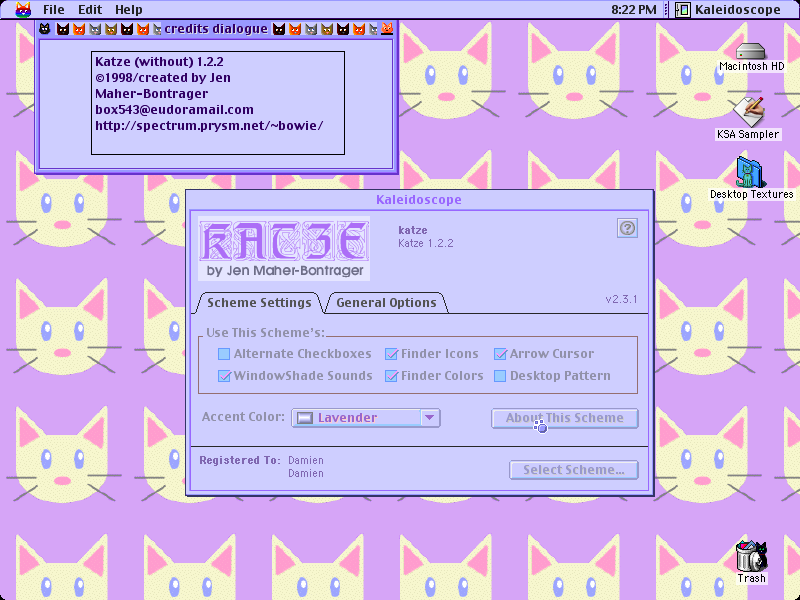 File Edit Help
8:22 PM
Kaleidoscope
credits dialogue
Katze (without) 1.2.2
©1998/created by Jen
Maher-Bontrager
box543@eudoramail.com
http://spectrum.prysm.net/~bowie/
Macintosh HD
KSA Sampler
Desktop Textures
Kaleidoscope
KATZE
by Jen Maher-Bontrager
katze
Katze 1.2.2
?
Scheme Settings
General Options
v2.3.1
Use This Scheme's:
Alternate Checkboxes
Finder Icons
Arrow Cursor
WindowShade Sounds
Finder Colors
Desktop Pattern
Accent Color:
Lavender
About This Scheme
Registered To: Damien
Damien
Select Scheme...
Trash